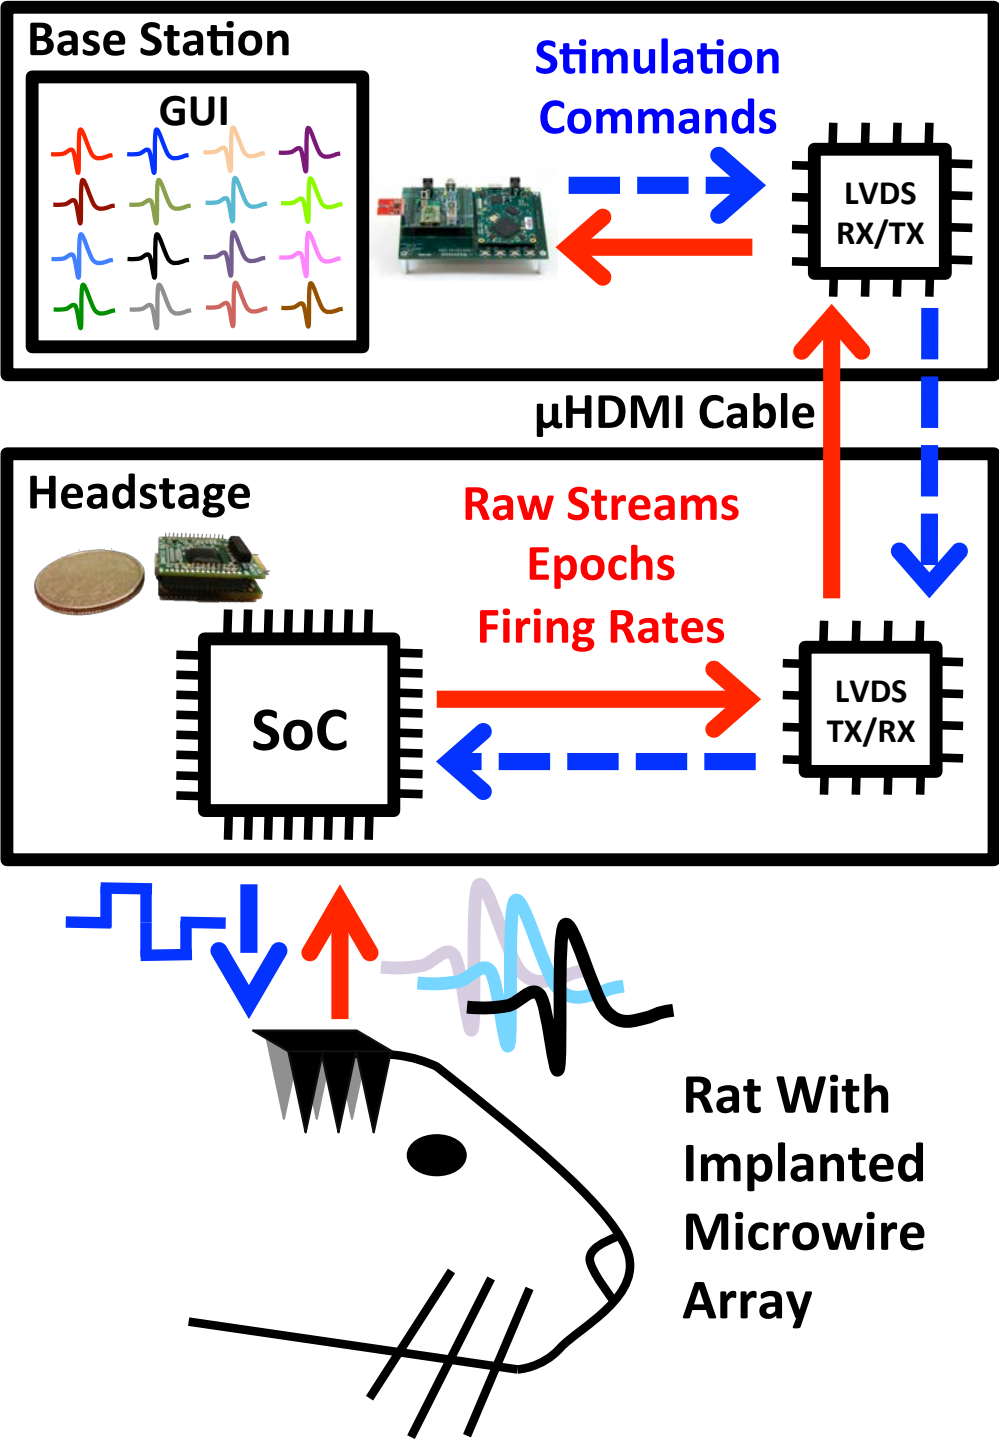 Base Station
GUI
Stimulation
Commands
LVDS
RX/TX
µHDMI Cable
Headstage
Raw Streams
Epochs
Firing Rates
SoC
LVDS
TX/RX
Rat With
Implanted
Microwire
Array